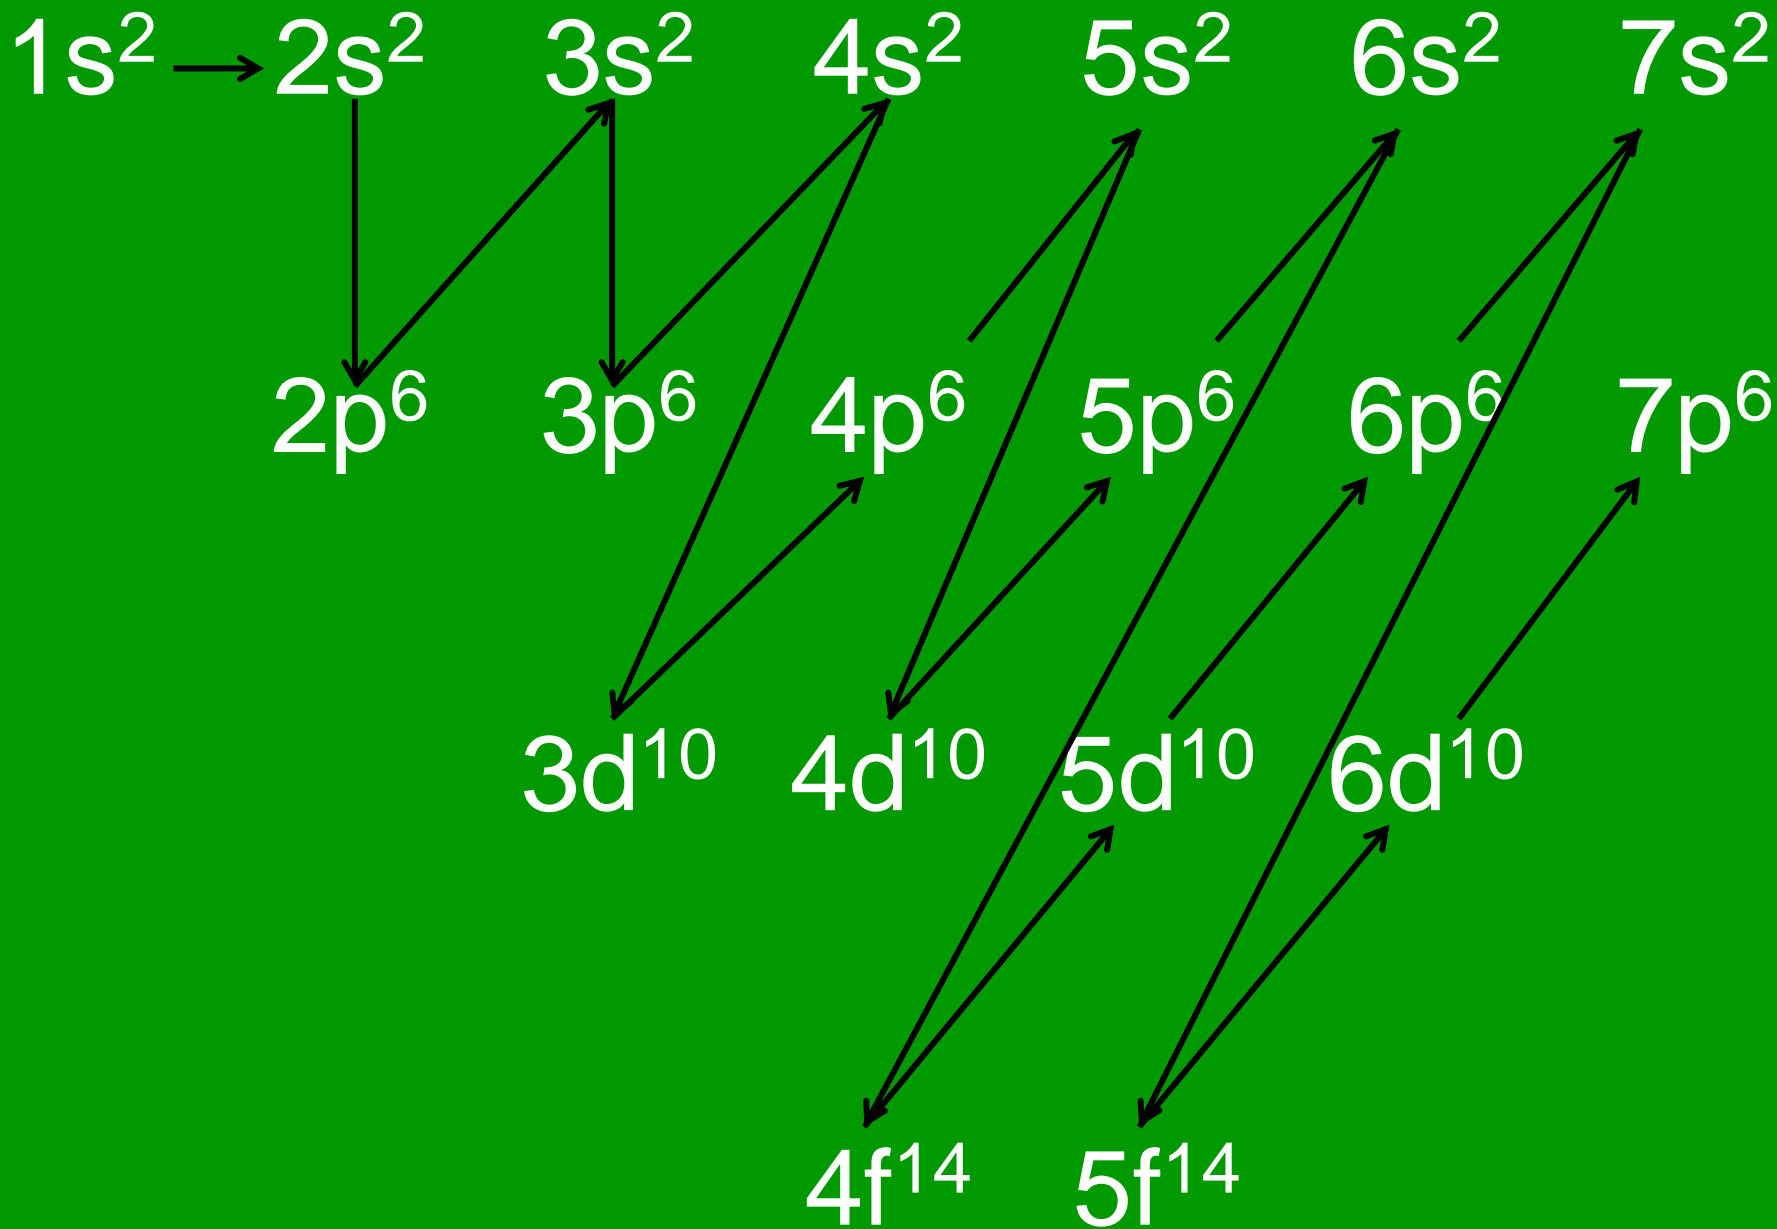 1s² 2s² 3s² 4s² 5s² 6s² 7s²
2p⁶ 3p⁶ 4p⁶ 5p⁶ 6p⁶ 7p⁶
3d¹⁰ 4d¹⁰ 5d¹⁰ 6d¹⁰
4f¹⁴ 5f¹⁴